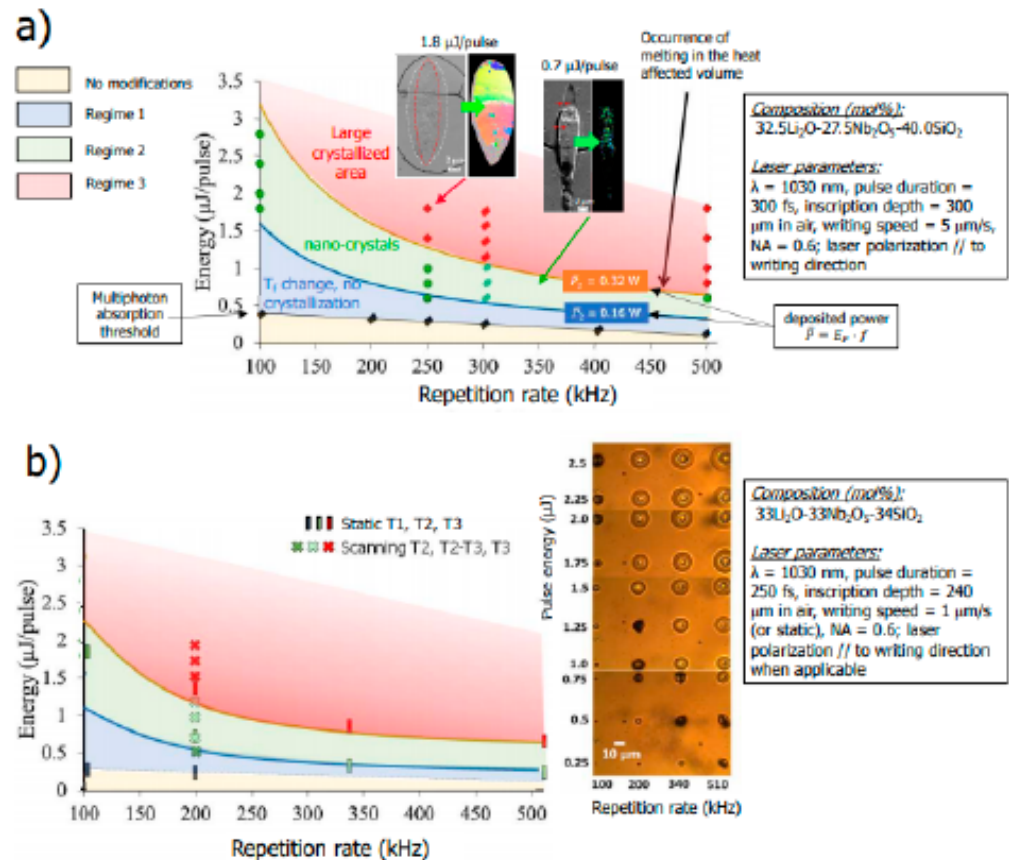 a)
No modifications
Regime 1
Regime 2
Regime 3
1.8 μJ/pulse
0.7 μJ/pulse
Occurrence of
melting in the heat
affected volume
Composition (mol%):
32.5Li₂O-27.5Nb₂O₅-40.0SiO₂
Laser parameters:
λ = 1030 nm, pulse duration =
300 fs, inscription depth = 300
μm in air, writing speed = 5 μm/s,
NA = 0.6; laser polarization // to
writing direction
Energy (μJ/pulse)
3.5
3
2.5
2
1.5
1
0.5
0
Large
crystallized
area
nano-crystals
T_f change, no
crystallization
Multiphoton
absorption
threshold
= 0.32 W
= 0.16 W
deposited power
100 150 200 250 300 350 400 450 500
Repetition rate (kHz)
b)
Static T1, T2, T3
Scanning T2, T2-T3, T3
Energy (μJ/pulse)
3.5
3
2.5
2
1.5
1
0.5
0
100 150 200 250 300 350 400 450 500
Repetition rate (kHz)
Pulse energy (μJ)
2.5
2.25
2.0
1.75
1.5
1.25
1.0
0.75
0.5
0.25
10 μm
100 200 340 510
Repetition rate (kHz)
Composition (mol%):
33Li₂O-33Nb₂O₅-34SiO₂
Laser parameters:
λ = 1030 nm, pulse duration =
250 fs, inscription depth = 240
μm in air, writing speed = 1 μm/s
(or static), NA = 0.6; laser
polarization // to writing direction
when applicable